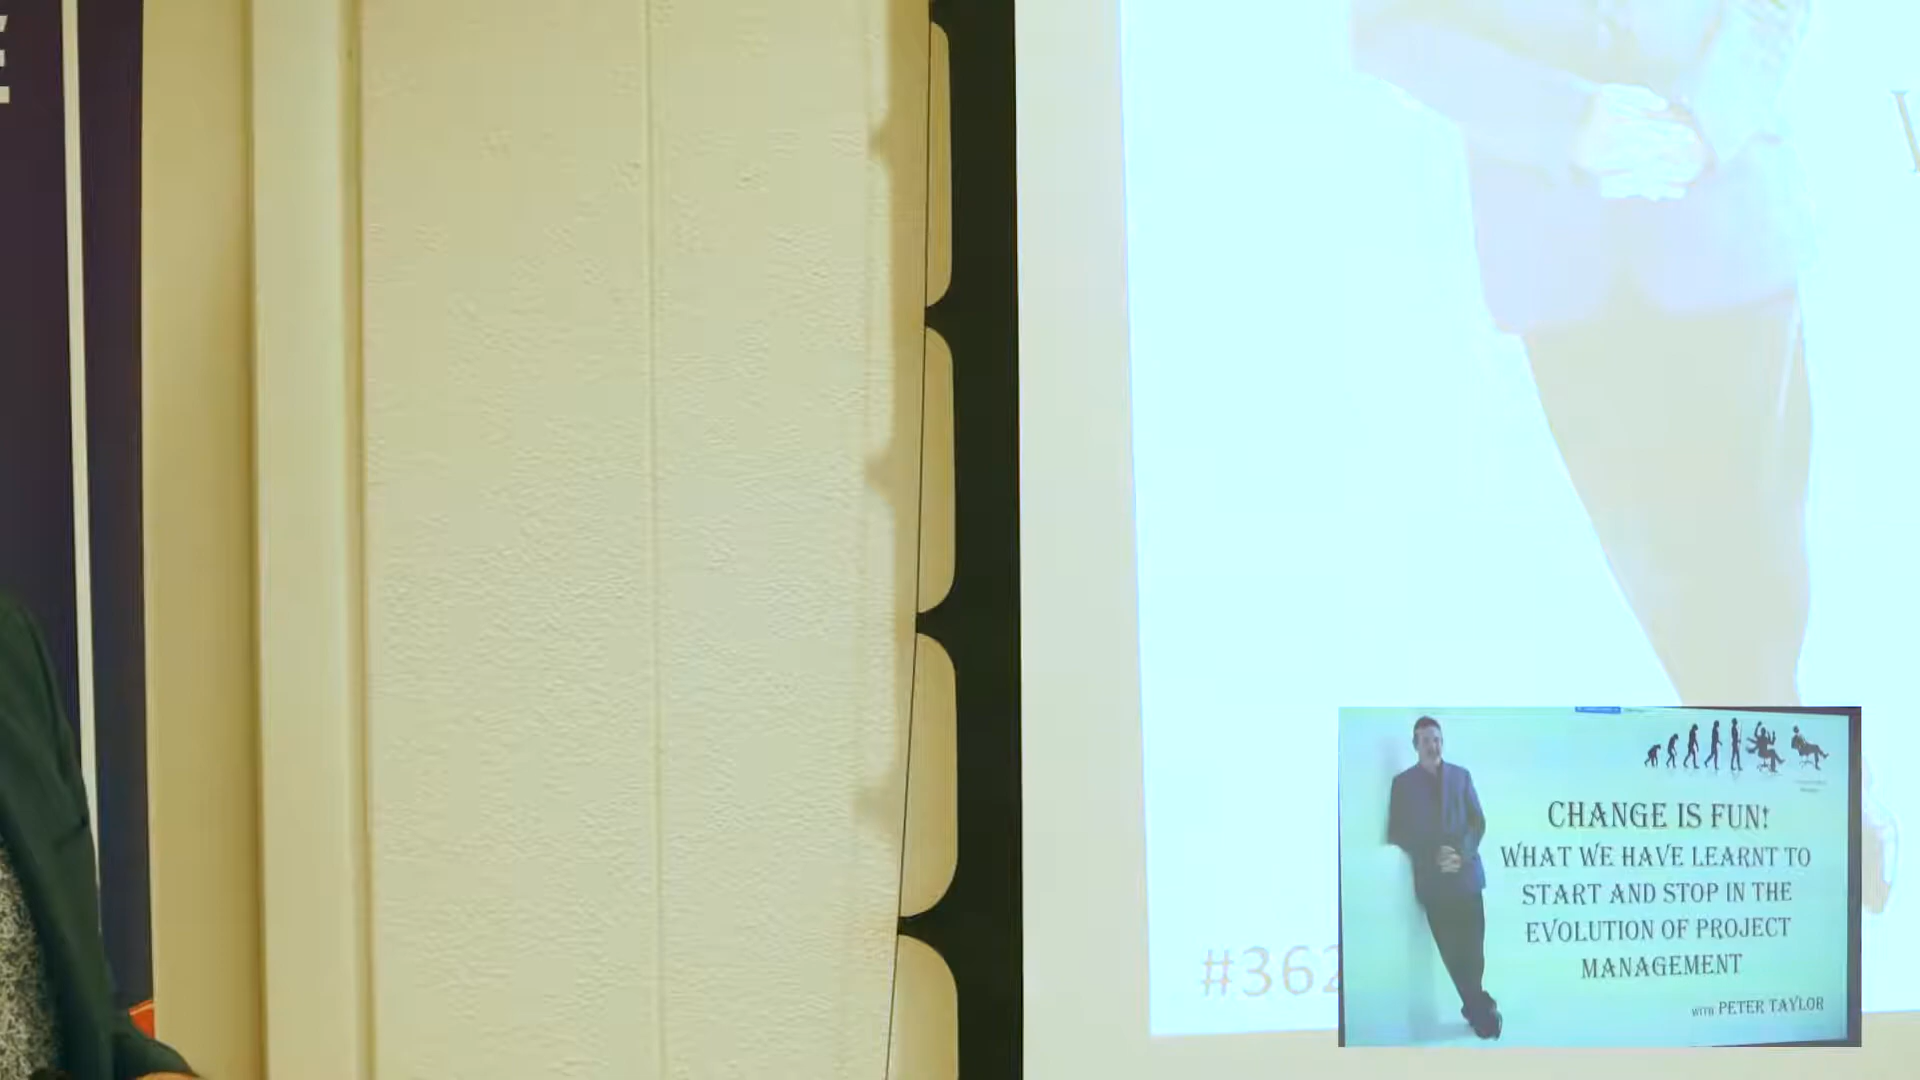 CHANGE IS FUN!
WHAT WE HAVE LEARNT TO
START AND STOP IN THE
EVOLUTION OF PROJECT
MANAGEMENT
WITH PETER TAYLOR
#362